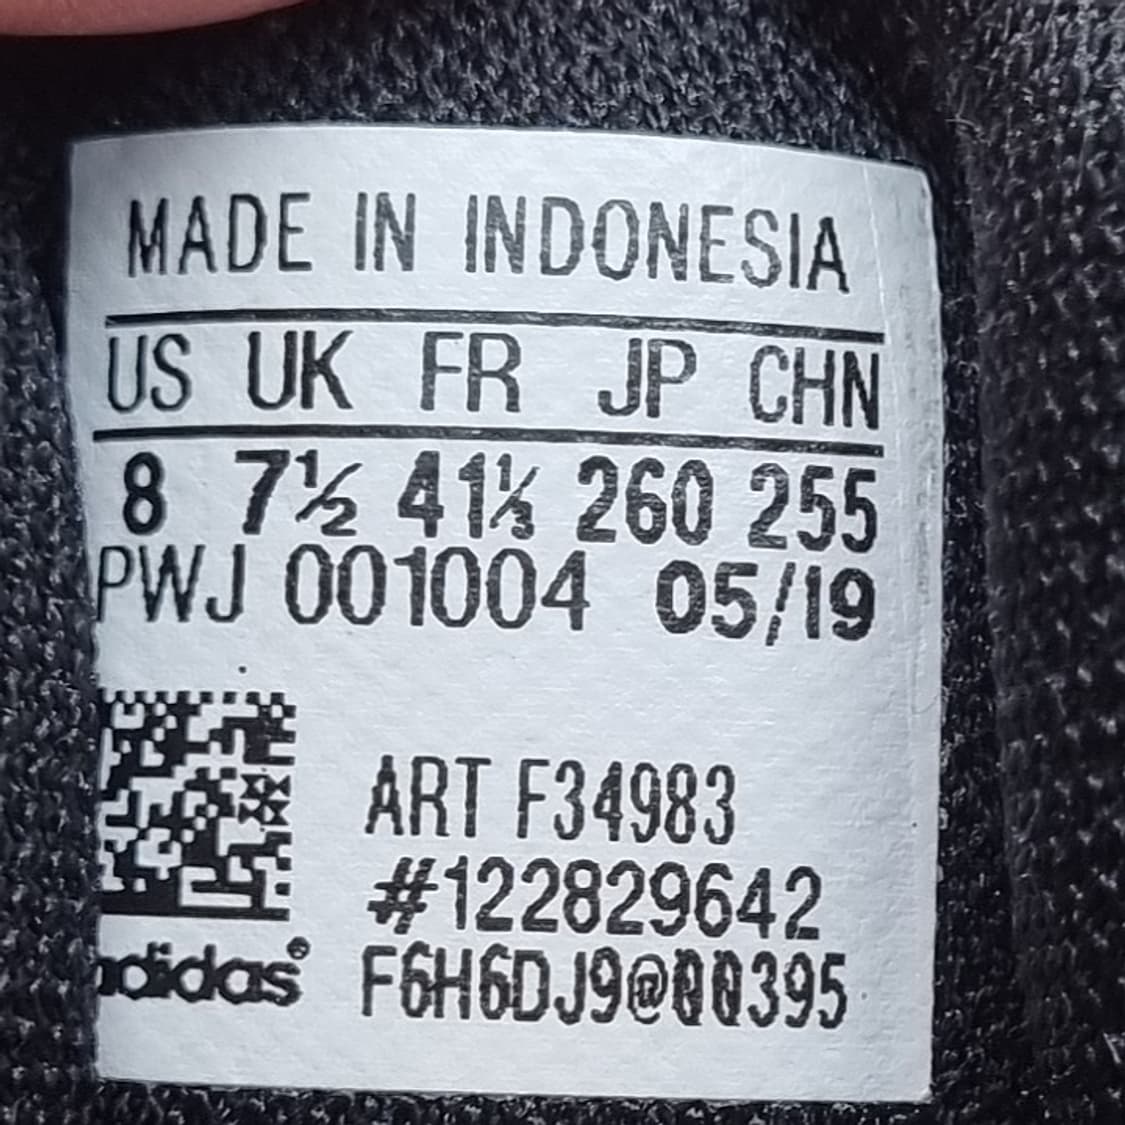 MADE IN INDONESIA
US UK FR JP CHN
8 7½ 41⅓ 260 255
PWJ 001004 05/19
ART F34983
#122829642
adidas® F6H6DJ9@00395